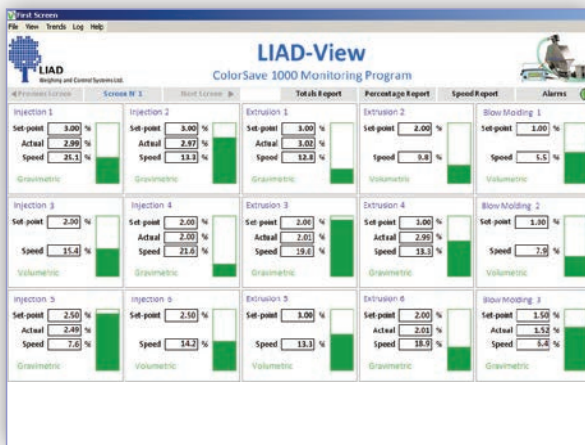 First Screen
File View Trends Log Help
LIAD
Weighing and Control Systems Ltd.
LIAD-View
ColorSave 1000 Monitoring Program
Previous Screen Screen Nº 1 Next Screen Totals Report Percentage Report Speed Report Alarms
Injection 1 Injection 2 Extrusion 1 Extrusion 2 Blow Molding 1
Set-point 3.00 % Set-point 3.00 % Set-point 3.00 % Set-point 2.00 % Set-point 1.00 %
Actual 2.99 % Actual 2.97 % Actual 3.02 %
Speed 25.1 % Speed 13.3 % Speed 12.8 % Speed 9.8 % Speed 5.5 %
Gravimetric Gravimetric Gravimetric Volumetric Volumetric
Injection 3 Injection 4 Extrusion 3 Extrusion 4 Blow Molding 2
Set-point 2.00 % Set-point 2.00 % Set-point 2.00 % Set-point 3.00 % Set-point 1.00 %
Actual 2.00 % Actual 2.01 % Actual 2.99 %
Speed 15.4 % Speed 21.6 % Speed 19.0 % Speed 13.3 % Speed 7.9 %
Volumetric Gravimetric Gravimetric Gravimetric Volumetric
Injection 5 Injection 6 Extrusion 5 Extrusion 6 Blow Molding 3
Set-point 2.50 % Set-point 2.50 % Set-point 3.00 % Set-point 2.00 % Set-point 1.50 %
Actual 2.49 % Actual 2.01 % Actual 1.52 %
Speed 7.6 % Speed 14.2 % Speed 13.3 % Speed 18.9 % Speed 6.4 %
Gravimetric Volumetric Volumetric Gravimetric Gravimetric